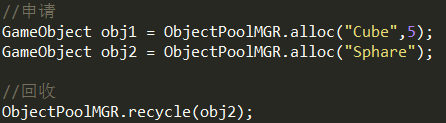 //申请
GameObject obj1 = ObjectPoolMGR.alloc("Cube",5);
GameObject obj2 = ObjectPoolMGR.alloc("Sphare");
//回收
ObjectPoolMGR.recycle(obj2);